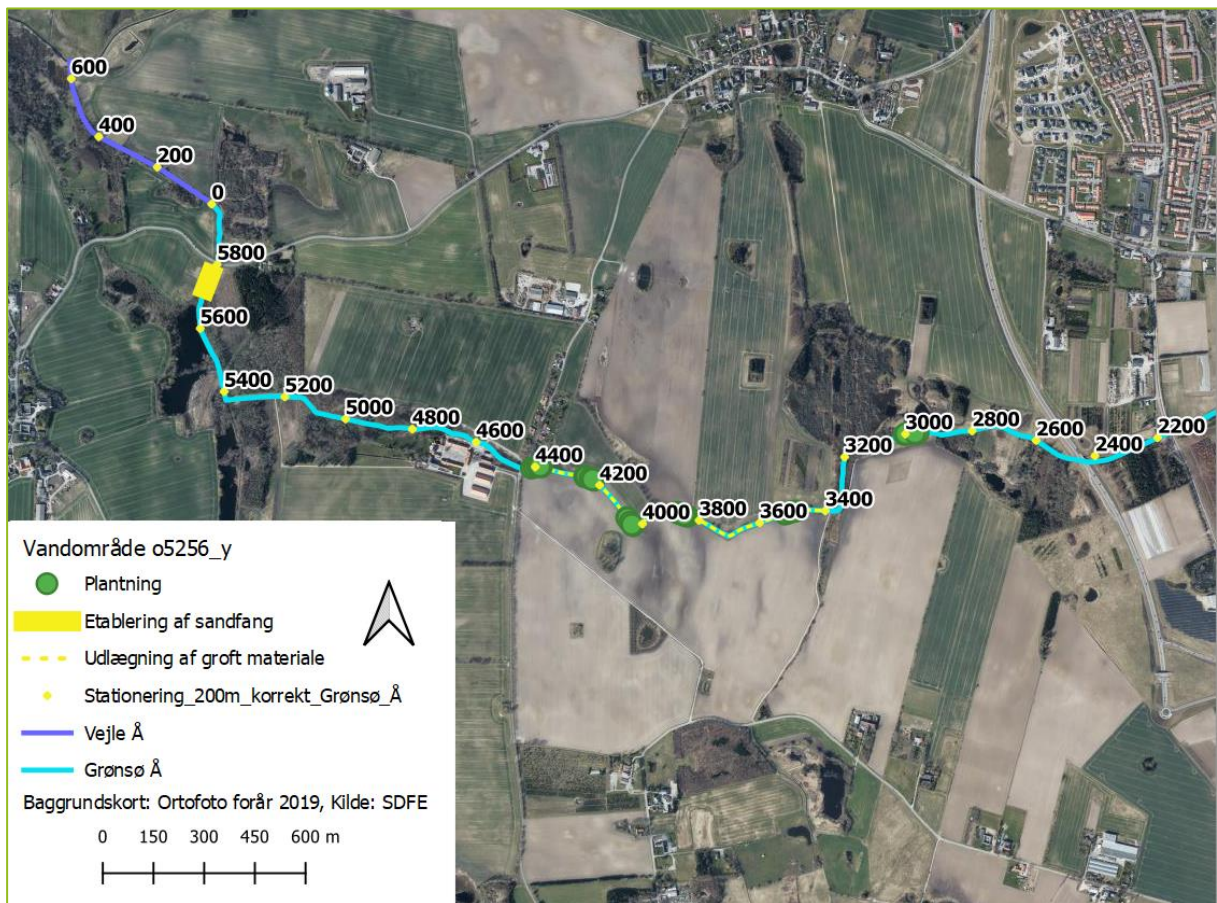 600
400
200
0
5800
5600
5400
5200
5000
4800
4600
4400
4200
4000
3800
3600
3400
3200
3000
2800
2600
2400
2200
Vandområde o5256_y
Plantning
Etablering af sandfang
Udlægning af groft materiale
Stationering_200m_korrekt_Grønsø_Å
Vejle Å
Grønsø Å
Baggrundskort: Ortofoto forår 2019, Kilde: SDFE
0 150 300 450 600 m